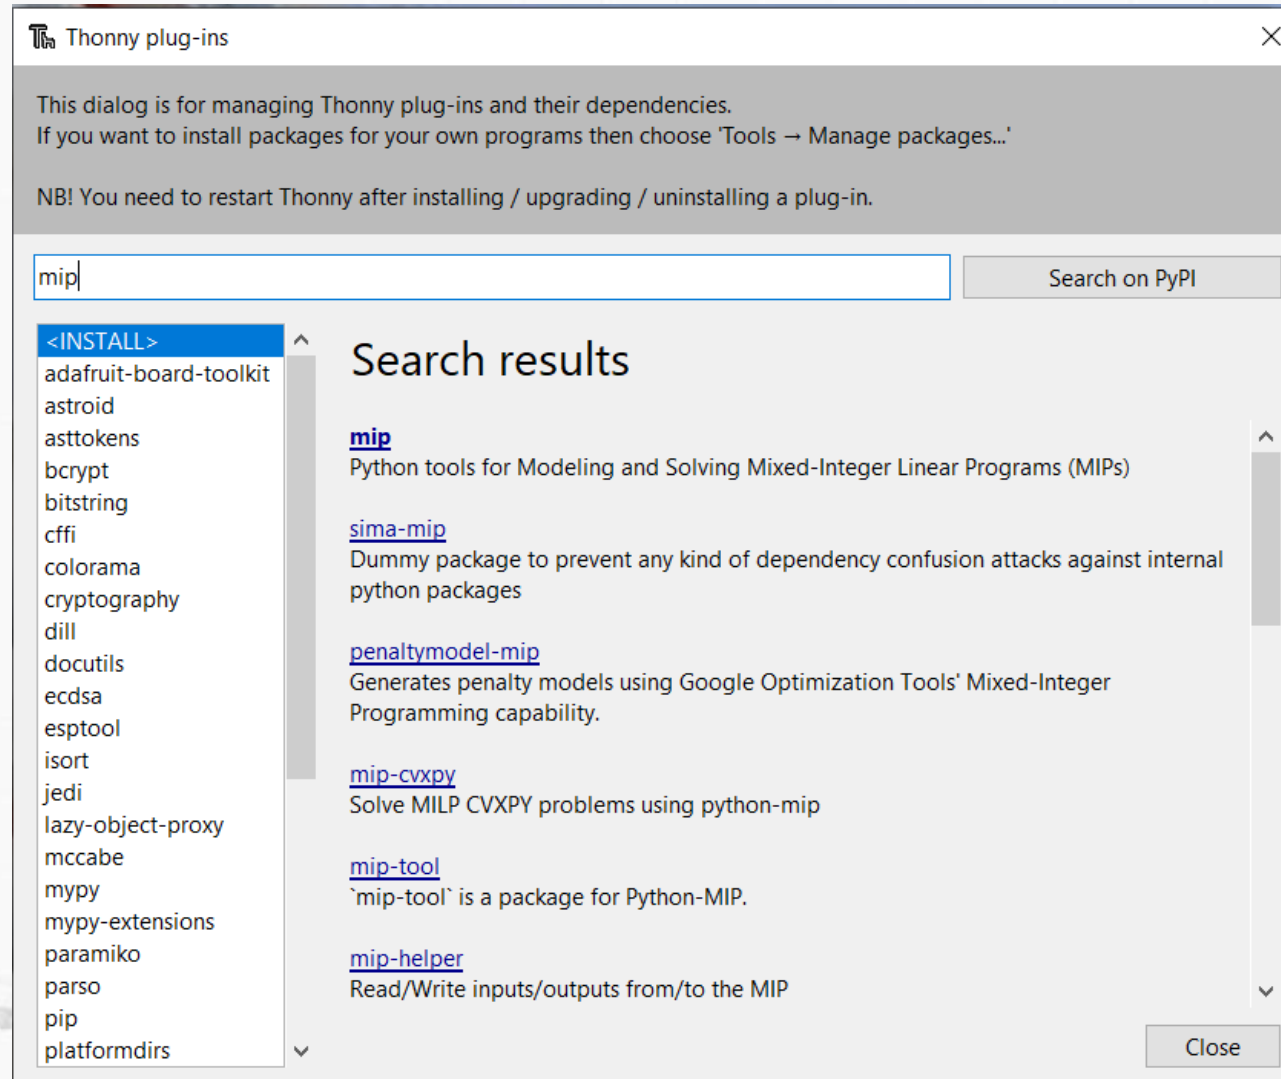 Thonny plug-ins
This dialog is for managing Thonny plug-ins and their dependencies.
If you want to install packages for your own programs then choose 'Tools → Manage packages...'
NB! You need to restart Thonny after installing / upgrading / uninstalling a plug-in.
mip
Search on PyPI
<INSTALL>
adafruit-board-toolkit
astroid
asttokens
bcrypt
bitstring
cffi
colorama
cryptography
dill
docutils
ecdsa
esptool
isort
jedi
lazy-object-proxy
mccabe
mypy
mypy-extensions
paramiko
parso
pip
platformdirs
Search results
mip
Python tools for Modeling and Solving Mixed-Integer Linear Programs (MIPs)
sima-mip
Dummy package to prevent any kind of dependency confusion attacks against internal
python packages
penaltymodel-mip
Generates penalty models using Google Optimization Tools' Mixed-Integer
Programming capability.
mip-cvxpy
Solve MILP CVXPY problems using python-mip
mip-tool
`mip-tool` is a package for Python-MIP.
mip-helper
Read/Write inputs/outputs from/to the MIP
Close